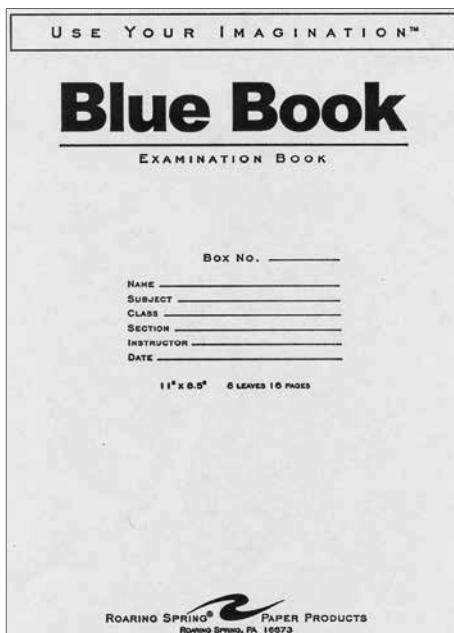 USE YOUR IMAGINATION™
Blue Book
EXAMINATION BOOK
BOX NO.
NAME
SUBJECT
CLASS
SECTION
INSTRUCTOR
DATE
11" X 8.5" 8 LEAVES 16 PAGES
ROARING SPRING® PAPER PRODUCTS
ROARING SPRING, PA 16673